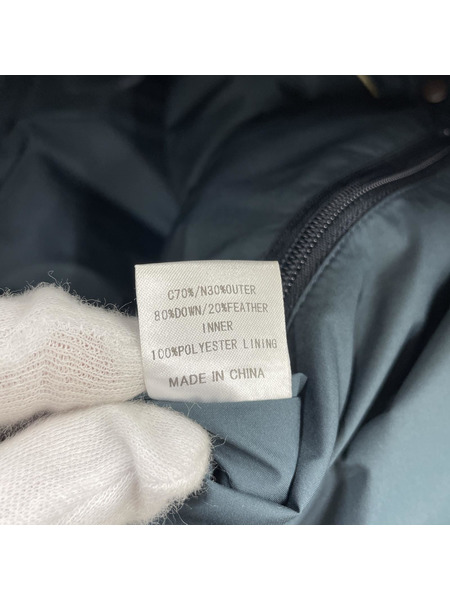 C70%/N30%OUTER
80%DOWN/20%FEATHER
INNER
100%POLYESTER LINING
MADE IN CHINA